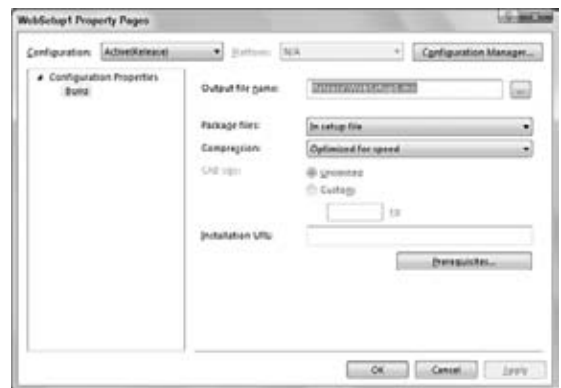 WebSetup1 Property Pages
Configuration: Active(Release) Platform: N/A Configuration Manager...
Configuration Properties
Build
Output file name: Release\WebSetup1.msi ...
Package files: In setup file
Compression: Optimized for speed
CAB size: Unlimited
Custom
Kb
Installation URL:
Prerequisites...
OK Cancel Apply